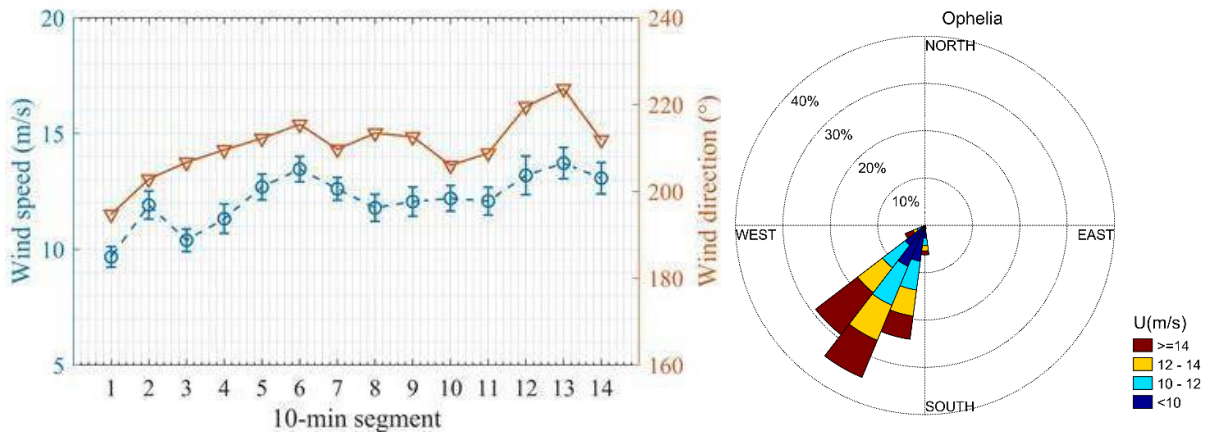 20
15
10
5
Wind speed (m/s)
240
220
200
180
160
Wind direction (°)
1 2 3 4 5 6 7 8 9 10 11 12 13 14
10-min segment
Ophelia
NORTH
40%
30%
20%
10%
WEST
EAST
SOUTH
U(m/s)
>=14
12 - 14
10 - 12
<10